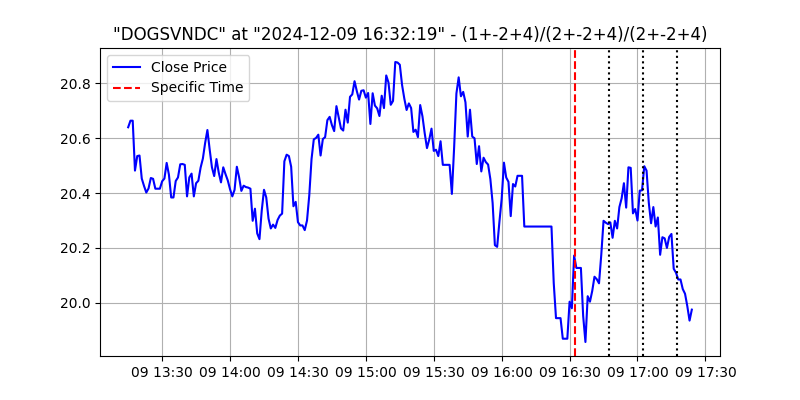 "DOGSVNDC" at "2024-12-09 16:32:19" - (1+-2+4)/(2+-2+4)/(2+-2+4)
Close Price
Specific Time
20.8
20.6
20.4
20.2
20.0
09 13:30 09 14:00 09 14:30 09 15:00 09 15:30 09 16:00 09 16:30 09 17:00 09 17:30